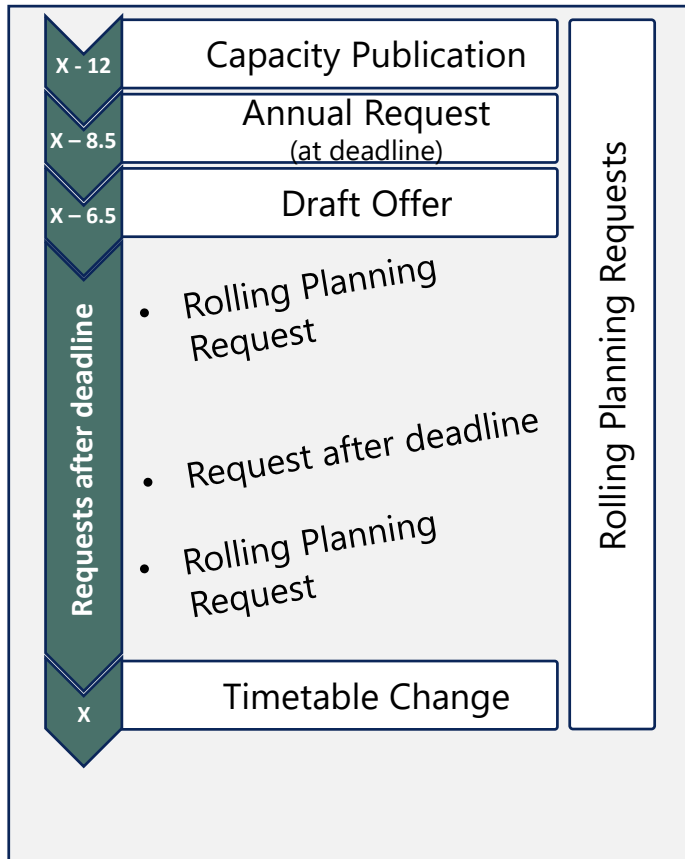 X - 12
Capacity Publication
X – 8.5
Annual Request
(at deadline)
X – 6.5
Draft Offer
Requests after deadline
• Rolling Planning
Request
• Request after deadline
• Rolling Planning
Request
X
Timetable Change
Rolling Planning Requests